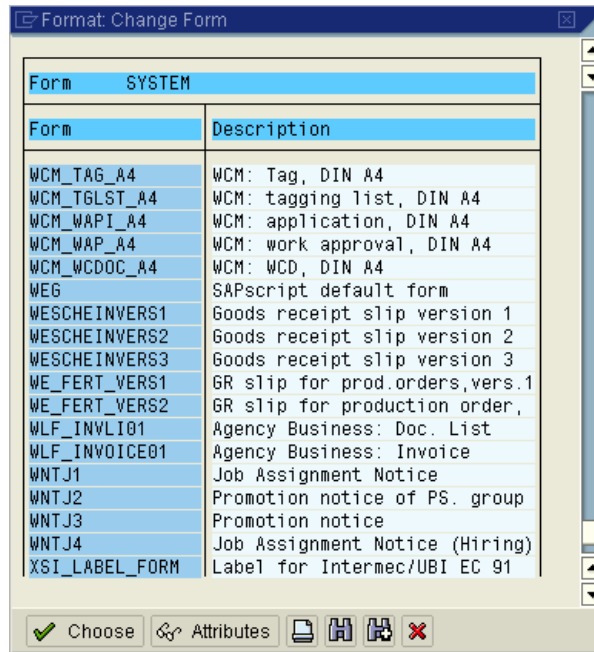 Format: Change Form
Form SYSTEM
Form Description
WCM_TAG_A4 WCM: Tag, DIN A4
WCM_TGLST_A4 WCM: tagging list, DIN A4
WCM_WAPI_A4 WCM: application, DIN A4
WCM_WAP_A4 WCM: work approval, DIN A4
WCM_WCDOC_A4 WCM: WCD, DIN A4
WEG SAPscript default form
WESCHEINVERS1 Goods receipt slip version 1
WESCHEINVERS2 Goods receipt slip version 2
WESCHEINVERS3 Goods receipt slip version 3
WE_FERT_VERS1 GR slip for prod.orders,vers.1
WE_FERT_VERS2 GR slip for production order,
WLF_INVLI01 Agency Business: Doc. List
WLF_INVOICE01 Agency Business: Invoice
WNTJ1 Job Assignment Notice
WNTJ2 Promotion notice of PS. group
WNTJ3 Promotion notice
WNTJ4 Job Assignment Notice (Hiring)
XSI_LABEL_FORM Label for Intermec/UBI EC 91
Choose Attributes